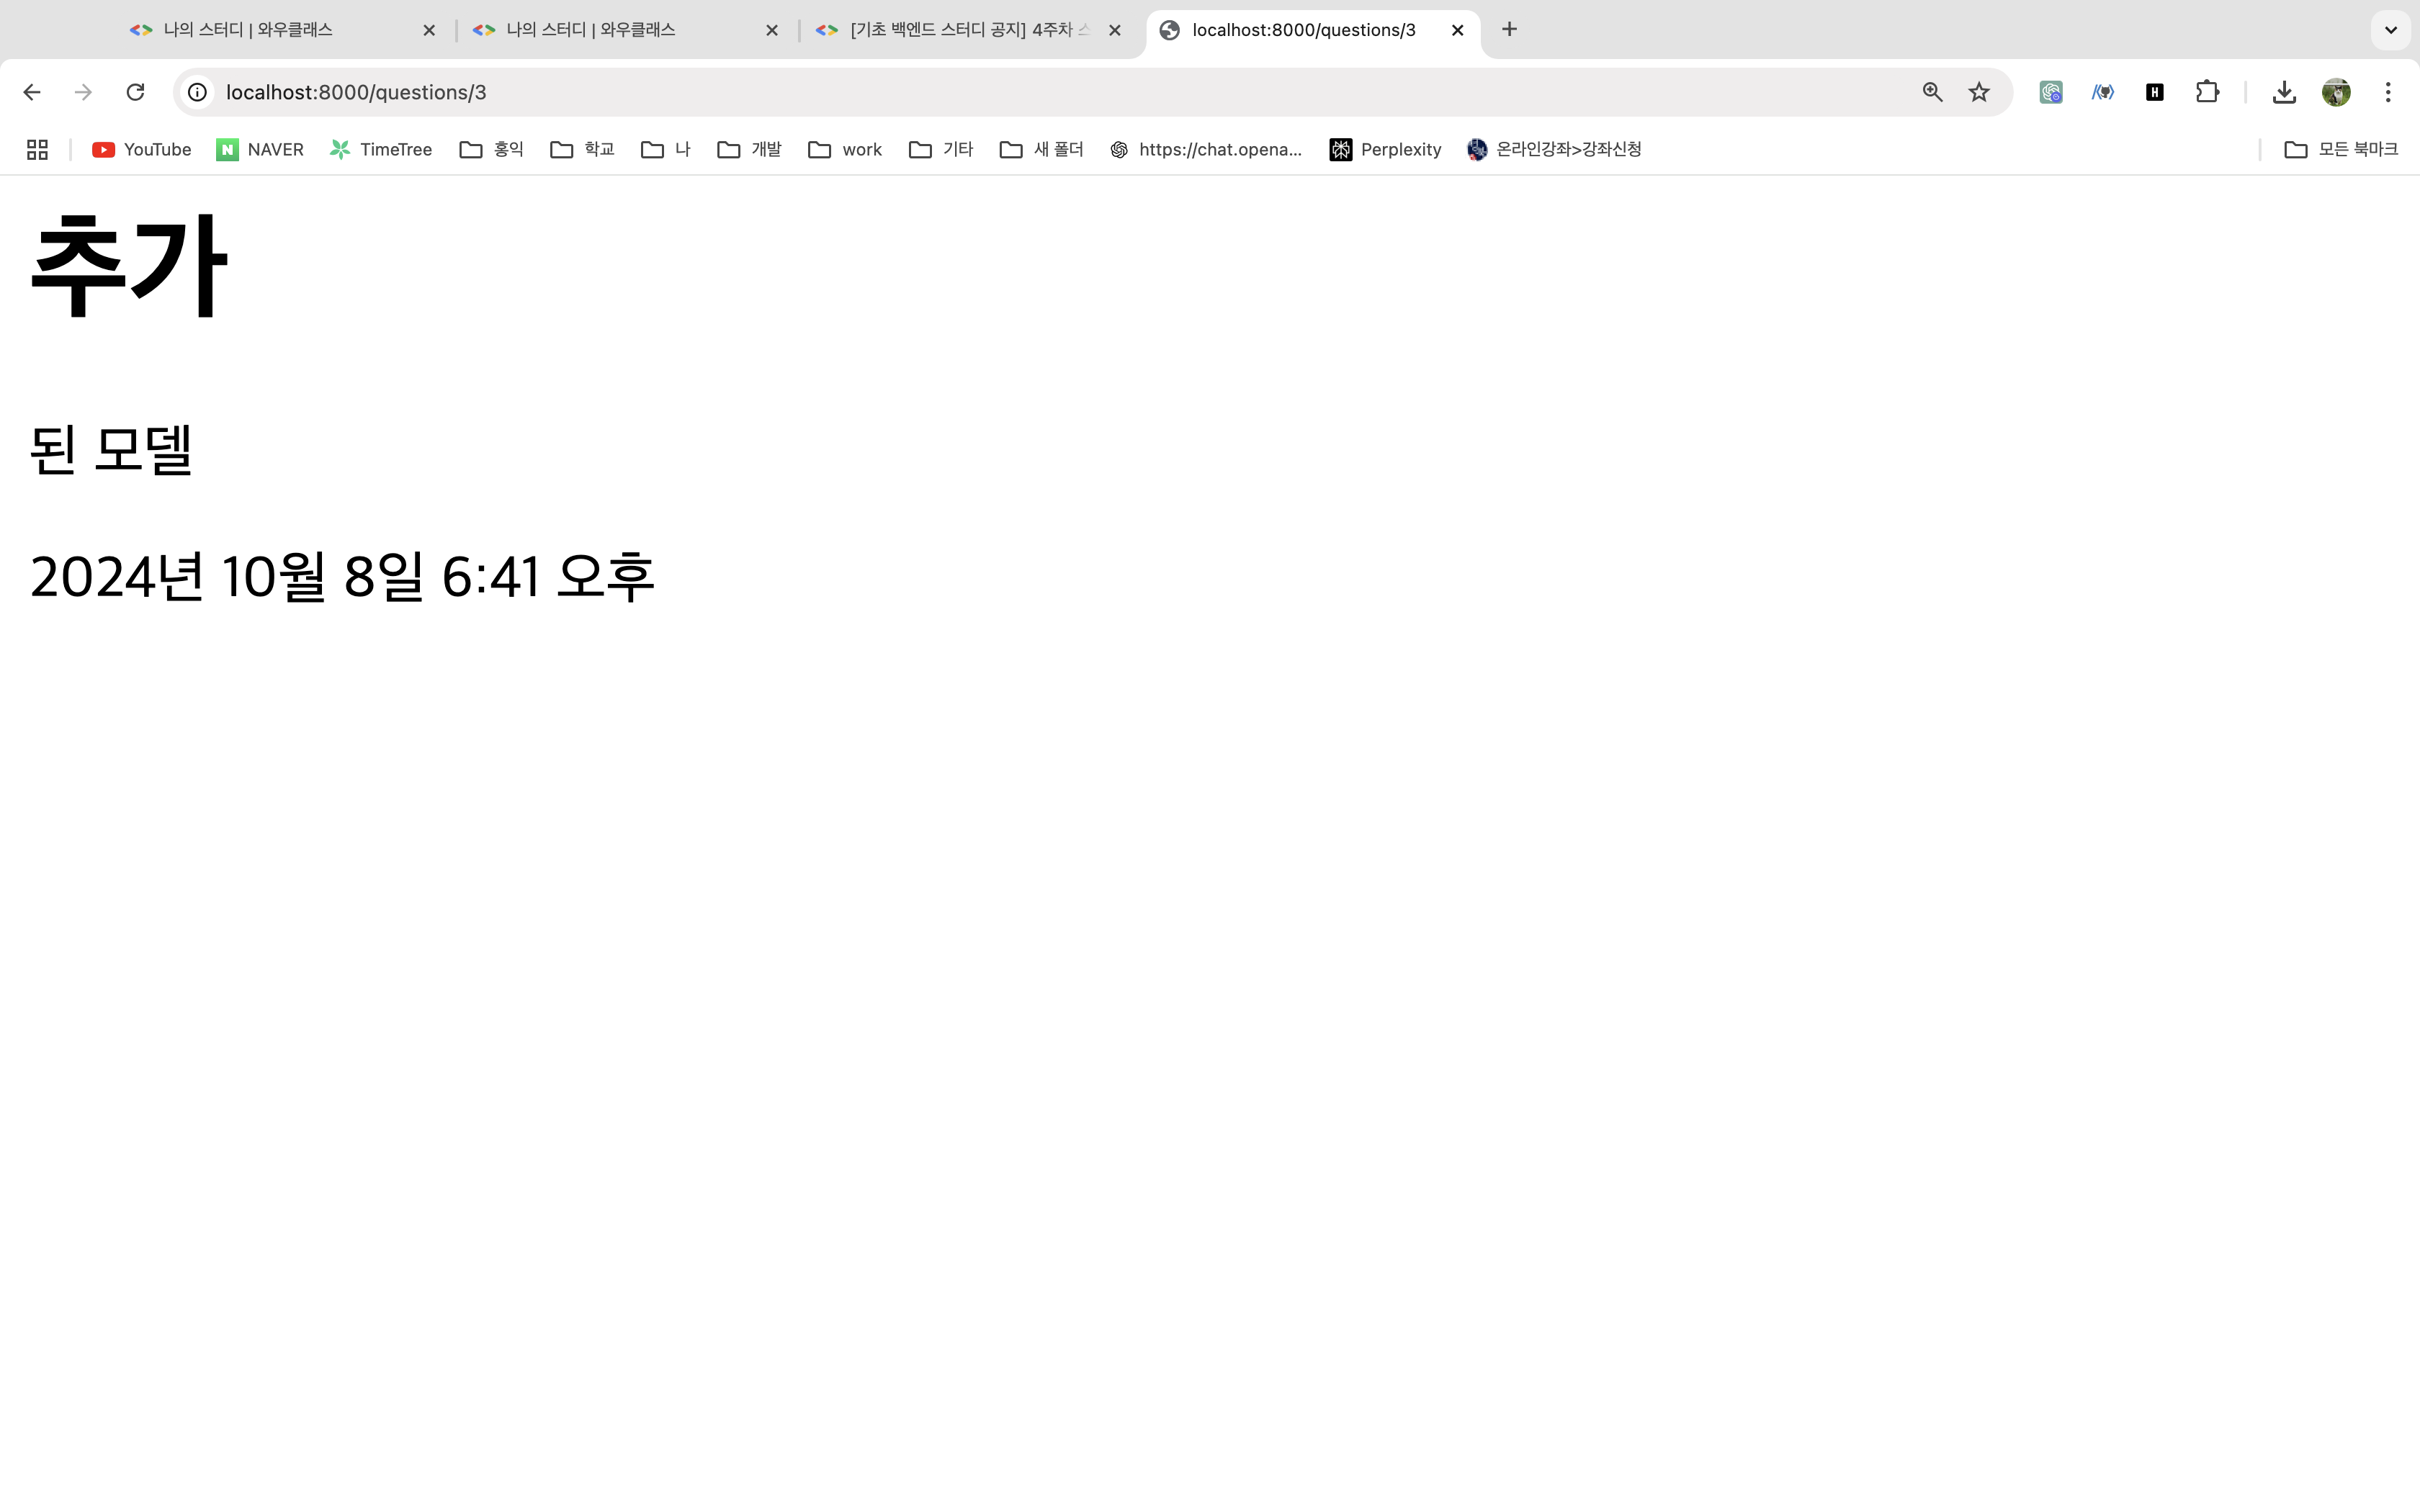 나의 스터디 | 와우클래스
나의 스터디 | 와우클래스
[기초 백엔드 스터디 공지] 4주차
localhost:8000/questions/3
localhost:8000/questions/3
YouTube
NAVER
TimeTree
홍익
학교
나
개발
work
기타
새 폴더
https://chat.opena...
Perplexity
온라인강좌>강좌신청
모든 북마크
추가
된 모델
2024년 10월 8일 6:41 오후